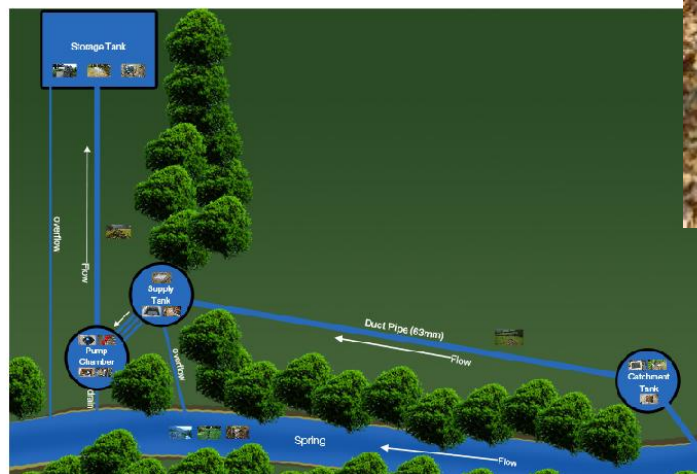 Storage Tank
overflow
Flow
Supply
Tank
Duct Pipe (63mm)
Flow
Pump
Chamber
overflow
drain
Catchment
Tank
Spring
Flow